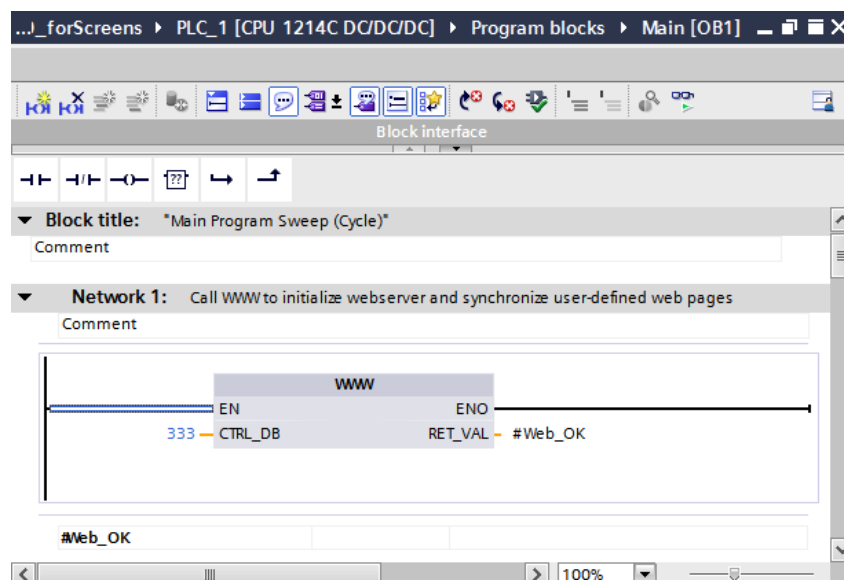 ...)_forScreens ▸ PLC_1 [CPU 1214C DC/DC/DC] ▸ Program blocks ▸ Main [OB1]
Block interface
??
Block title: "Main Program Sweep (Cycle)"
Comment
Network 1: Call WWW to initialize webserver and synchronize user-defined web pages
Comment
WWW
EN ENO
333 CTRL_DB RET_VAL #Web_OK
#Web_OK
100%